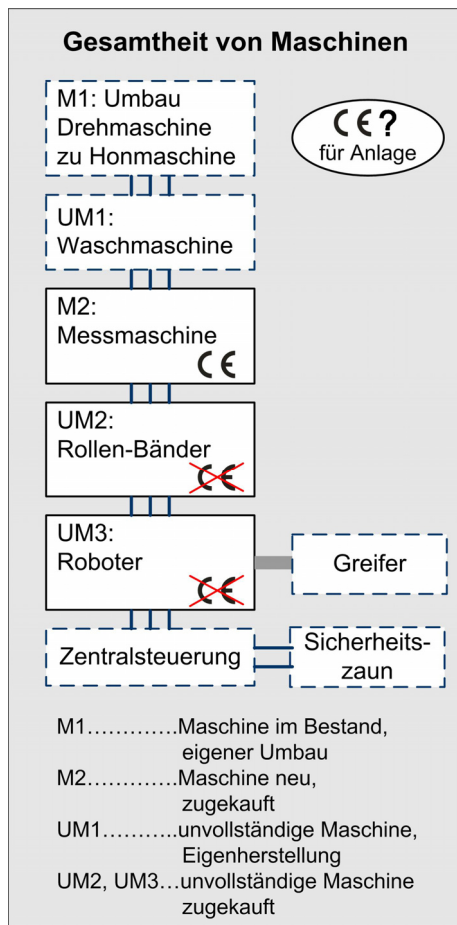 Gesamtheit von Maschinen
M1: Umbau
Drehmaschine
zu Honmaschine
CE?
für Anlage
UM1:
Waschmaschine
M2:
Messmaschine
CE
UM2:
Rollen-Bänder
CE
UM3:
Roboter
CE
Greifer
Zentralsteuerung
Sicherheits-
zaun
M1.............Maschine im Bestand,
eigener Umbau
M2.............Maschine neu,
zugekauft
UM1...........unvollständige Maschine,
Eigenherstellung
UM2, UM3...unvollständige Maschine
zugekauft